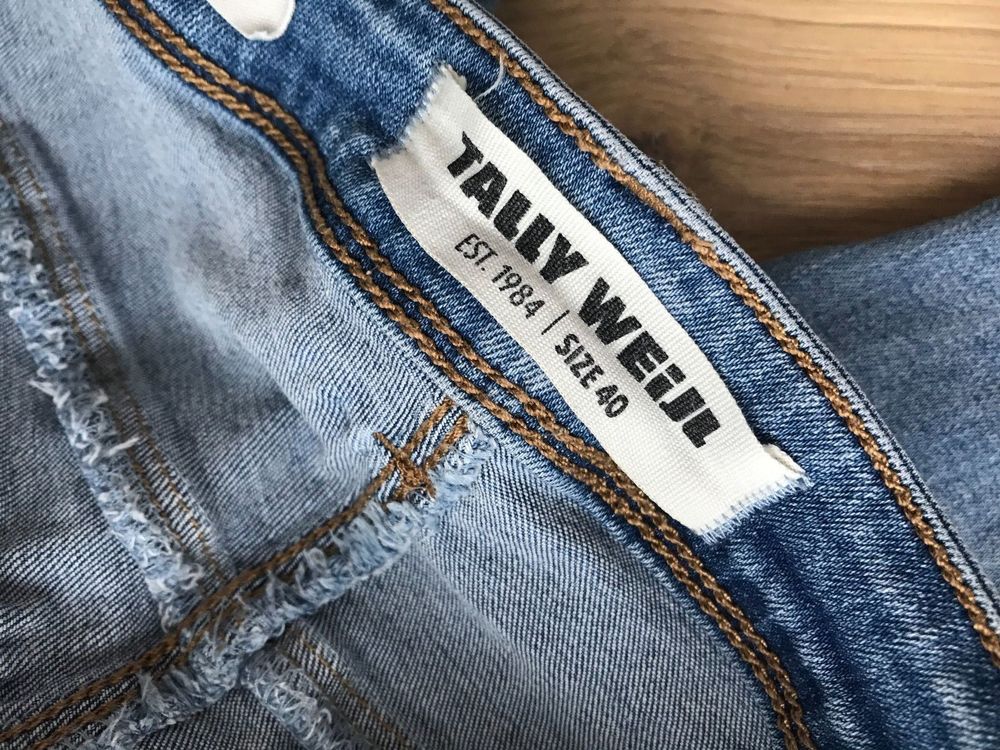 TALLY WEiJL
EST. 1984 | SIZE 40